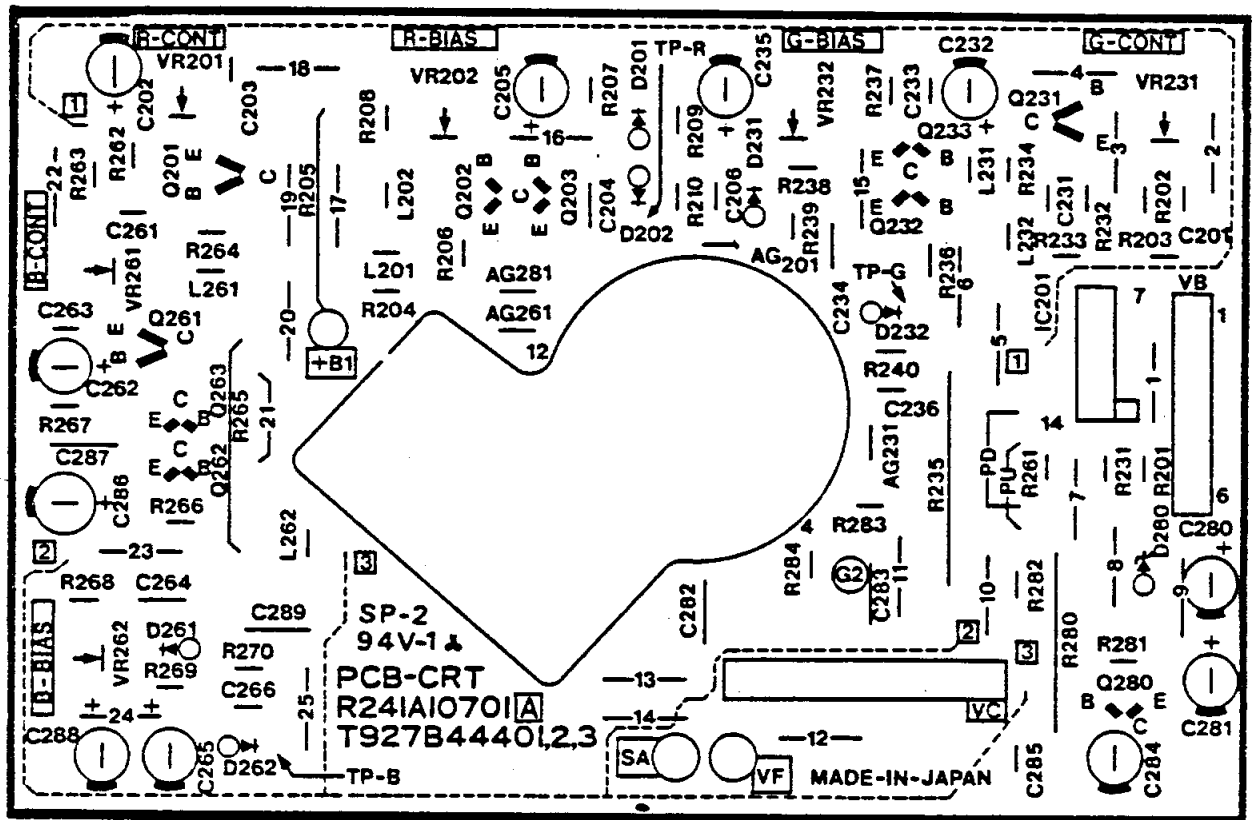 R-CONT
R-BIAS
TP-R
G-BIAS
G-CONT
VR201
18
VR202
D201
C235
VR232
C232
4
B
VR231
1
+
C202
C203
R208
C205
+
16
R207
R209
+
D231
R237
C233
Q233
+
Q231
C
E
3
2
22
R263
R262
Q201
E
B
C
19
R205
17
L202
Q202
B
B
C
E
E
Q203
C204
R210
C206
R238
15
E
B
C
E
B
L231
R234
C231
R232
R202
B-CONT
C261
R264
L261
R206
L201
AG281
R204
AG261
D202
AG201
R239
Q232
R236
6
L232
R233
R203
C201
TP-G
VR261
C263
E
B
Q261
C
20
+B1
12
C234
D232
R240
C236
5
1
IC201
7
VB
1
1
14
+
C262
R267
C
Q263
R265
21
E
B
C
E
B
Q262
C287
C286
+
R266
AG231
R235
PD
PU
R261
7
R231
R201
6
2
23
L262
3
4
R283
R284
G2
C283
11
10
R282
8
D280
C280
+
9
R268
C264
C289
SP-2
94V-1
C282
2
3
R280
B-BIAS
VR262
D261
R269
R270
C266
25
PCB-CRT
R241A10701 A
T927B44401,2,3
13
14
VC
R281
Q280
B
E
C
+
C281
+
24
+
C288
C265
D262
TP-B
SA
VF
12
MADE-IN-JAPAN
C285
C284